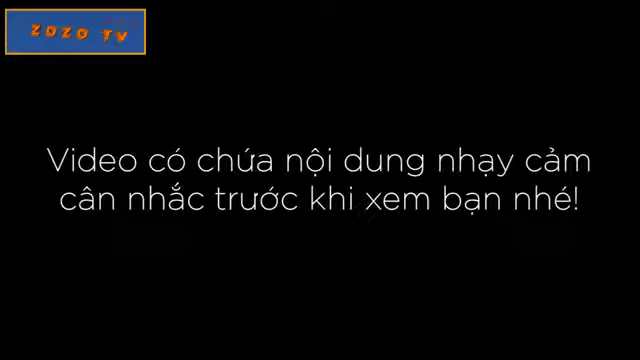 ZOZO TV
Video có chứa nội dung nhạy cảm
cân nhắc trước khi xem bạn nhé!